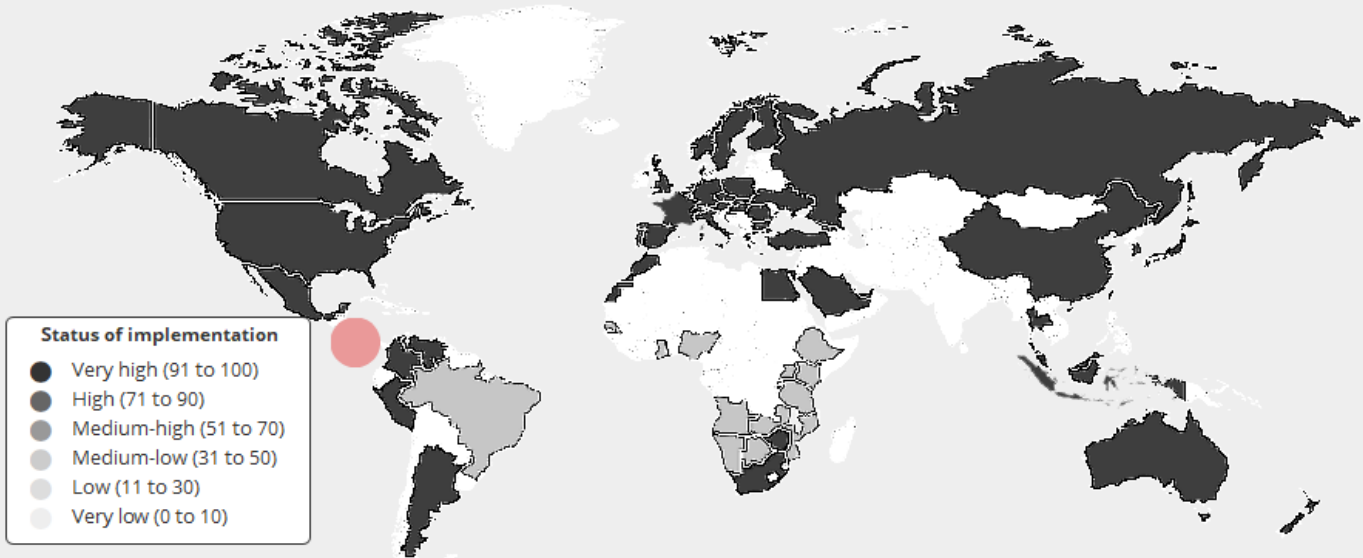 Status of implementation
Very high (91 to 100)
High (71 to 90)
Medium-high (51 to 70)
Medium-low (31 to 50)
Low (11 to 30)
Very low (0 to 10)